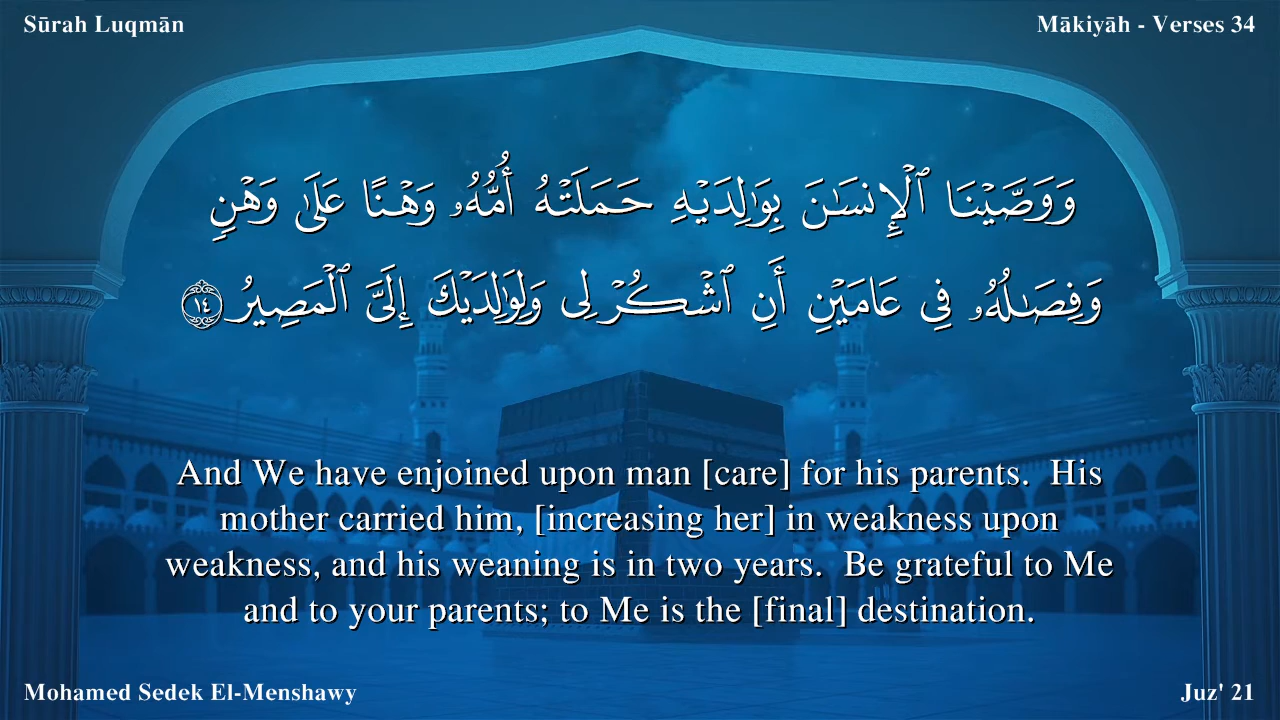 Sūrah Luqmān
Mākiyāh - Verses 34
وَوَصَّيْنَا ٱلْإِنسَـٰنَ بِوَٰلِدَيْهِ حَمَلَتْهُ أُمُّهُۥ وَهْنًا عَلَىٰ وَهْنٍ
وَفِصَـٰلُهُۥ فِى عَامَيْنِ أَنِ ٱشْكُرْ لِى وَلِوَٰلِدَيْكَ إِلَىَّ ٱلْمَصِيرُ ١٤
And We have enjoined upon man [care] for his parents.  His
mother carried him, [increasing her] in weakness upon
weakness, and his weaning is in two years.  Be grateful to Me
and to your parents; to Me is the [final] destination.
Mohamed Sedek El-Menshawy
Juz' 21